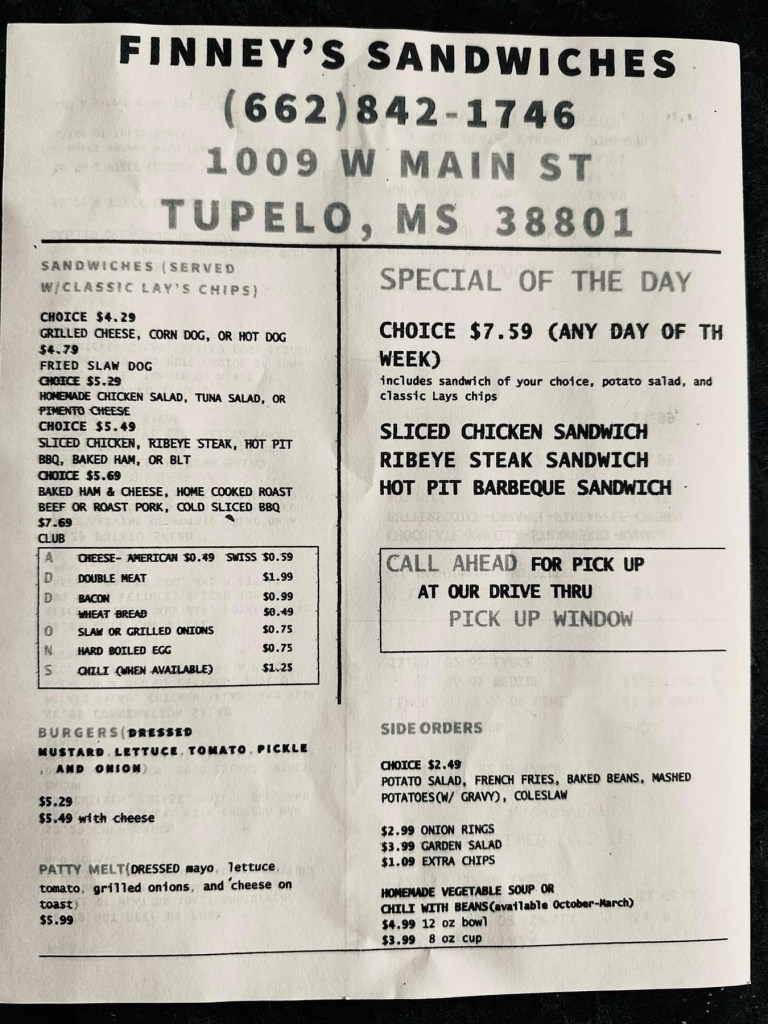 FINNEY'S SANDWICHES
(662)842-1746
1009 W MAIN ST
TUPELO, MS 38801
SANDWICHES (SERVED
W/CLASSIC LAY'S CHIPS)
CHOICE $4.29
GRILLED CHEESE, CORN DOG, OR HOT DOG
$4.79
FRIED SLAW DOG
CHOICE $5.29
HOMEMADE CHICKEN SALAD, TUNA SALAD, OR
PIMENTO CHEESE
CHOICE $5.49
SLICED CHICKEN, RIBEYE STEAK, HOT PIT
BBQ, BAKED HAM, OR BLT
CHOICE $5.69
BAKED HAM & CHEESE, HOME COOKED ROAST
BEEF OR ROAST PORK, COLD SLICED BBQ
$7.69
CLUB
ADDONS
CHEESE- AMERICAN $0.49 SWISS $0.59
DOUBLE MEAT $1.99
BACON $0.99
WHEAT BREAD $0.49
SLAW OR GRILLED ONIONS $0.75
HARD BOILED EGG $0.75
CHILI (WHEN AVAILABLE) $1.25
BURGERS(DRESSED
MUSTARD, LETTUCE, TOMATO, PICKLE
, AND ONION)
$5.29
$5.49 with cheese
PATTY MELT(DRESSED mayo, lettuce,
tomato, grilled onions, and cheese on
toast)
$5.99
SPECIAL OF THE DAY
CHOICE $7.59 (ANY DAY OF TH
WEEK)
includes sandwich of your choice, potato salad, and
classic Lays chips
SLICED CHICKEN SANDWICH
RIBEYE STEAK SANDWICH
HOT PIT BARBEQUE SANDWICH
CALL AHEAD FOR PICK UP
AT OUR DRIVE THRU
PICK UP WINDOW
SIDE ORDERS
CHOICE $2.49
POTATO SALAD, FRENCH FRIES, BAKED BEANS, MASHED
POTATOES(W/ GRAVY), COLESLAW
$2.99 ONION RINGS
$3.99 GARDEN SALAD
$1.09 EXTRA CHIPS
HOMEMADE VEGETABLE SOUP OR
CHILI WITH BEANS(available October-March)
$4.99 12 oz bowl
$3.99 8 oz cup